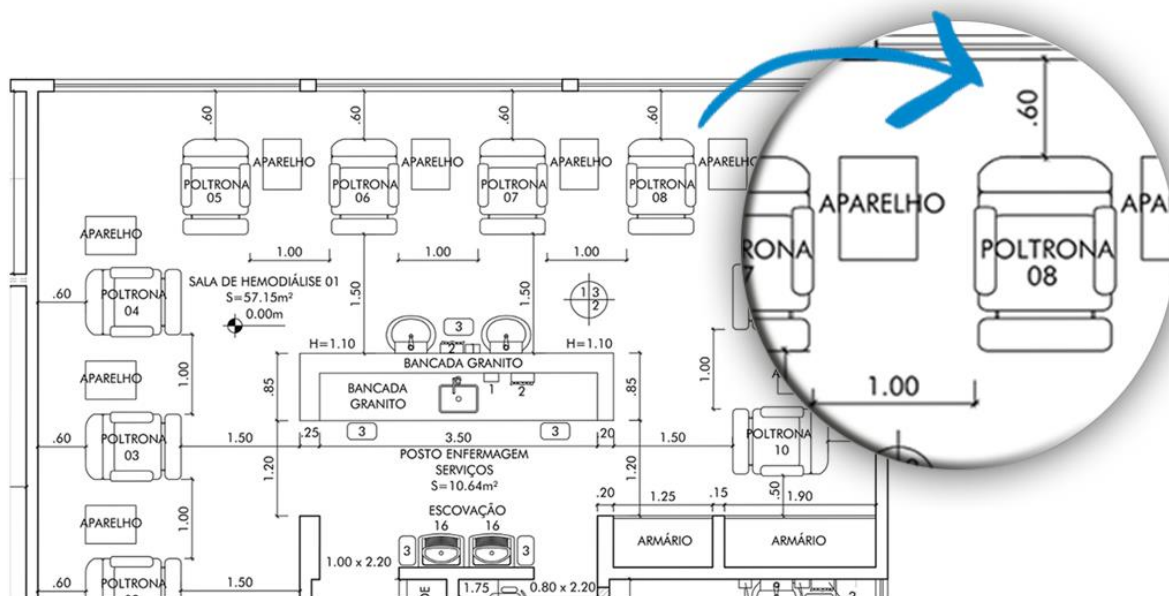 .60
.60
.60
.60
APARELHO
APARELHO
APARELHO
APARELHO
POLTRONA
05
POLTRONA
06
POLTRONA
07
POLTRONA
08
.60
APARELHO
POLTRONA
08
1.00
APARELHO
1.00
1.00
1.00
.60
POLTRONA
04
SALA DE HEMODIÁLISE 01
S=57.15m²
0.00m
1.50
1.50
1 3
2
3
2
H=1.10
H=1.10
BANCADA GRANITO
BANCADA
GRANITO
1
2
.85
.85
1.00
1.00
APARELHO
.60
POLTRONA
03
1.50
.25
3
3.50
3
.20
1.50
POLTRONA
10
POSTO ENFERMAGEM
SERVIÇOS
S=10.64m²
1.20
1.20
.20
1.25
.15
.50
1.90
ESCOVAÇÃO
16
16
3
3
APARELHO
1.00
ARMÁRIO
ARMÁRIO
1.00 x 2.20
.60
POLTRONA
1.50
1.75
0.80 x 2.20